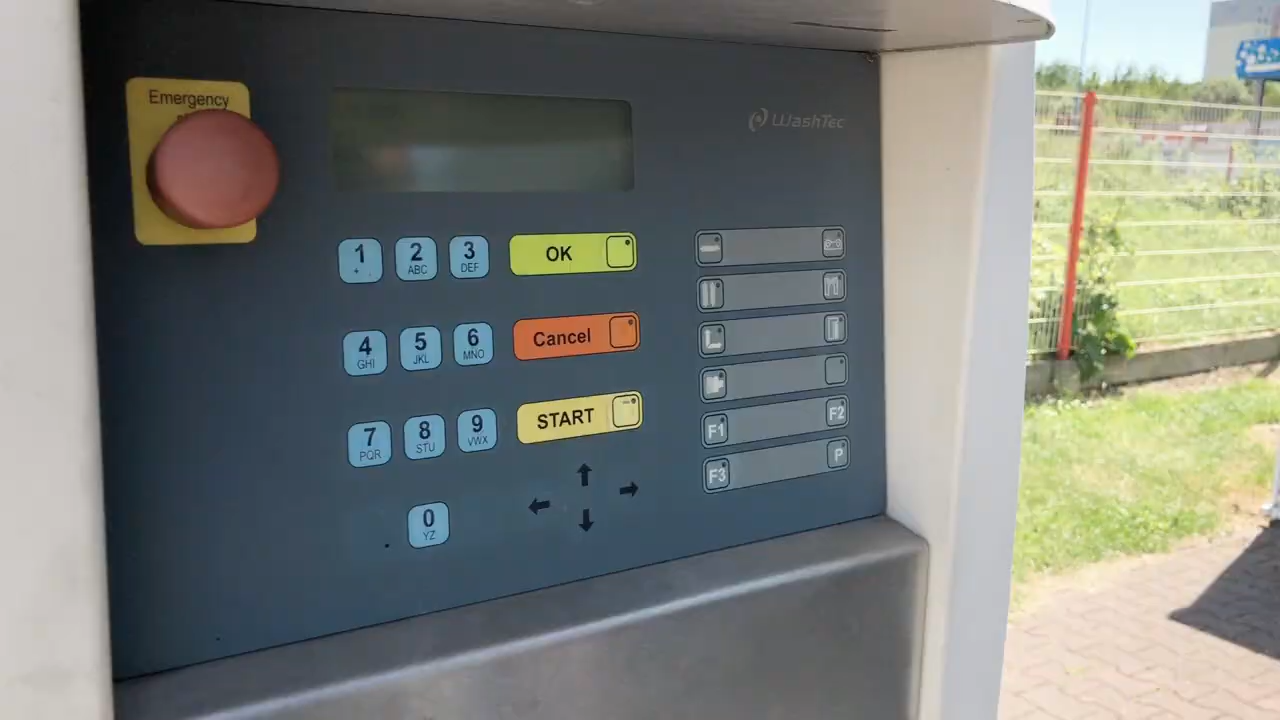 Emergency
WashTec
1
+
2
ABC
3
DEF
OK
4
GHI
5
JKL
6
MNO
Cancel
7
PQR
8
STU
9
VWX
START
0
YZ
F1
F2
F3
P